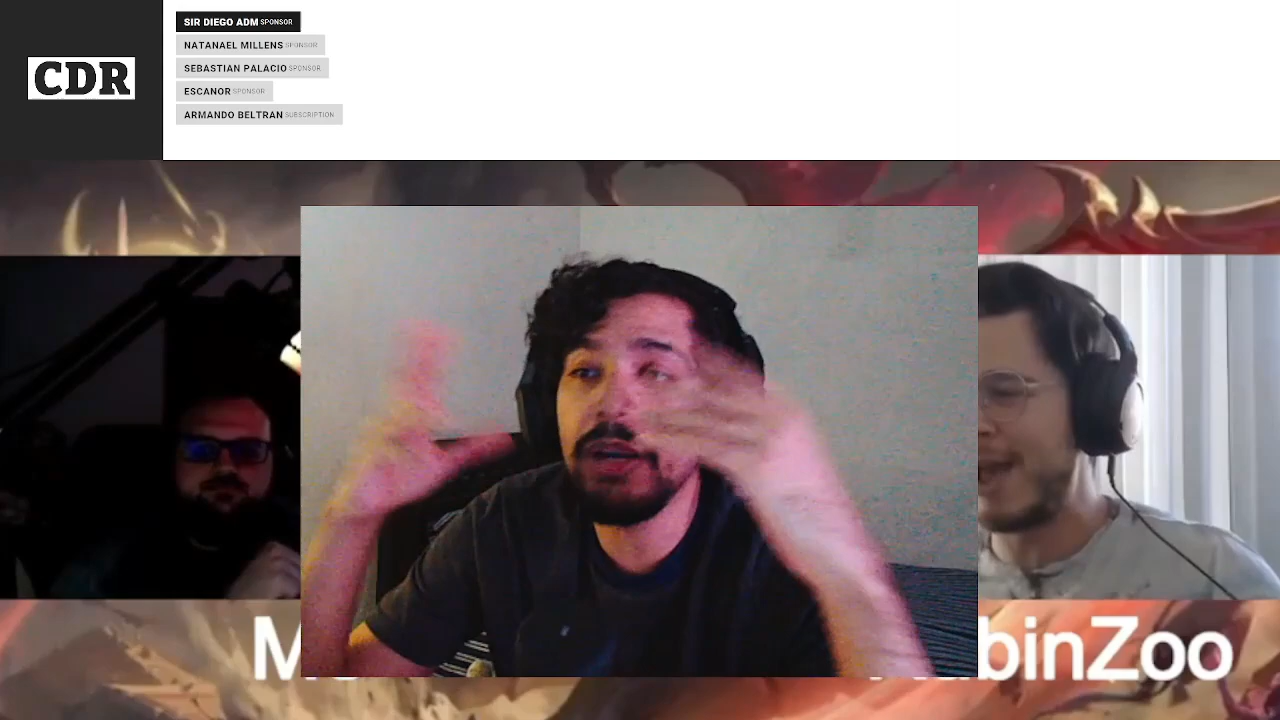 CDR
SIR DIEGO ADM SPONSOR
NATANAEL MILLENS SPONSOR
SEBASTIAN PALACIO SPONSOR
ESCANOR SPONSOR
ARMANDO BELTRAN SUBSCRIPTION
binZoo